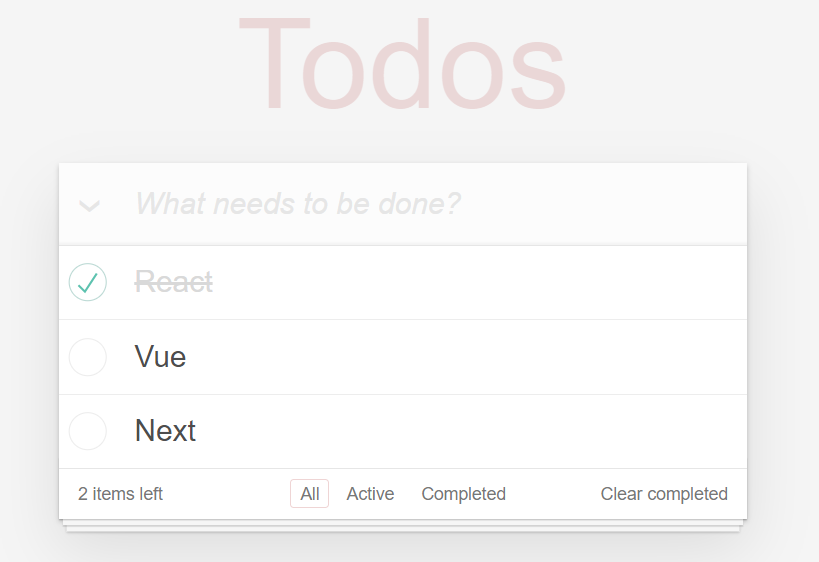 Todos
What needs to be done?
React
Vue
Next
2 items left All Active Completed Clear completed